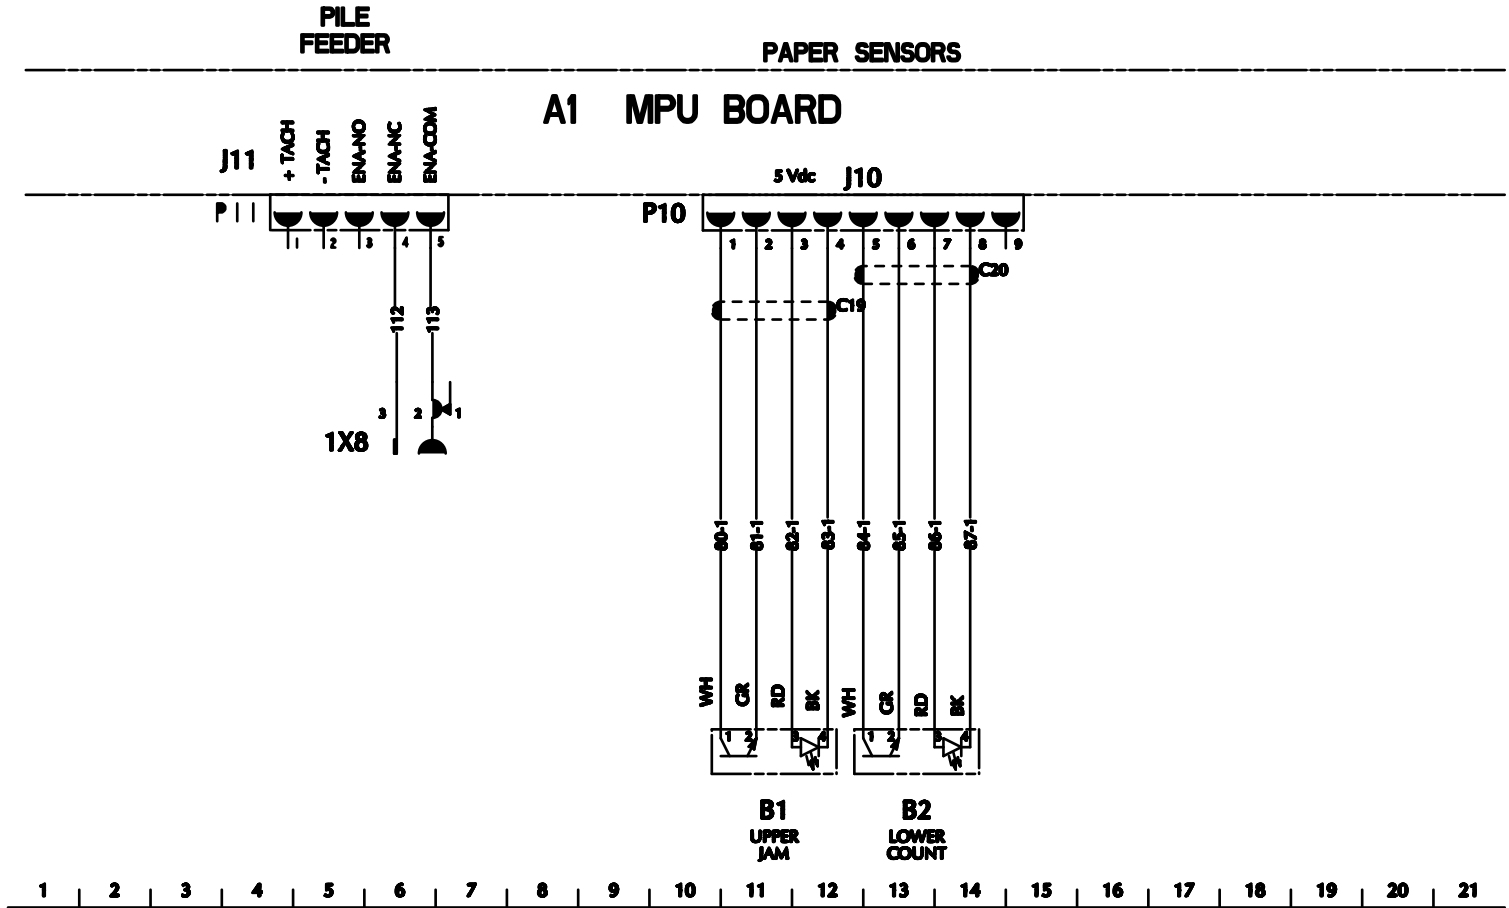 PILE
FEEDER
PAPER SENSORS
A1 MPU BOARD
J11
+ TACH
- TACH
ENA-NO
ENA-NC
ENA-COM
5 Vdc J10
P11
P10
1 2 3 4 5
1 2 3 4 5 6 7 8 9
C20
C19
112
113
3 2 1
1X8
80-1
81-1
82-1
83-1
84-1
85-1
86-1
87-1
WH
GR
RD
BK
WH
GR
RD
BK
1 2 3 4
1 2 3 4
B1
UPPER
JAM
B2
LOWER
COUNT
1 2 3 4 5 6 7 8 9 10 11 12 13 14 15 16 17 18 19 20 21